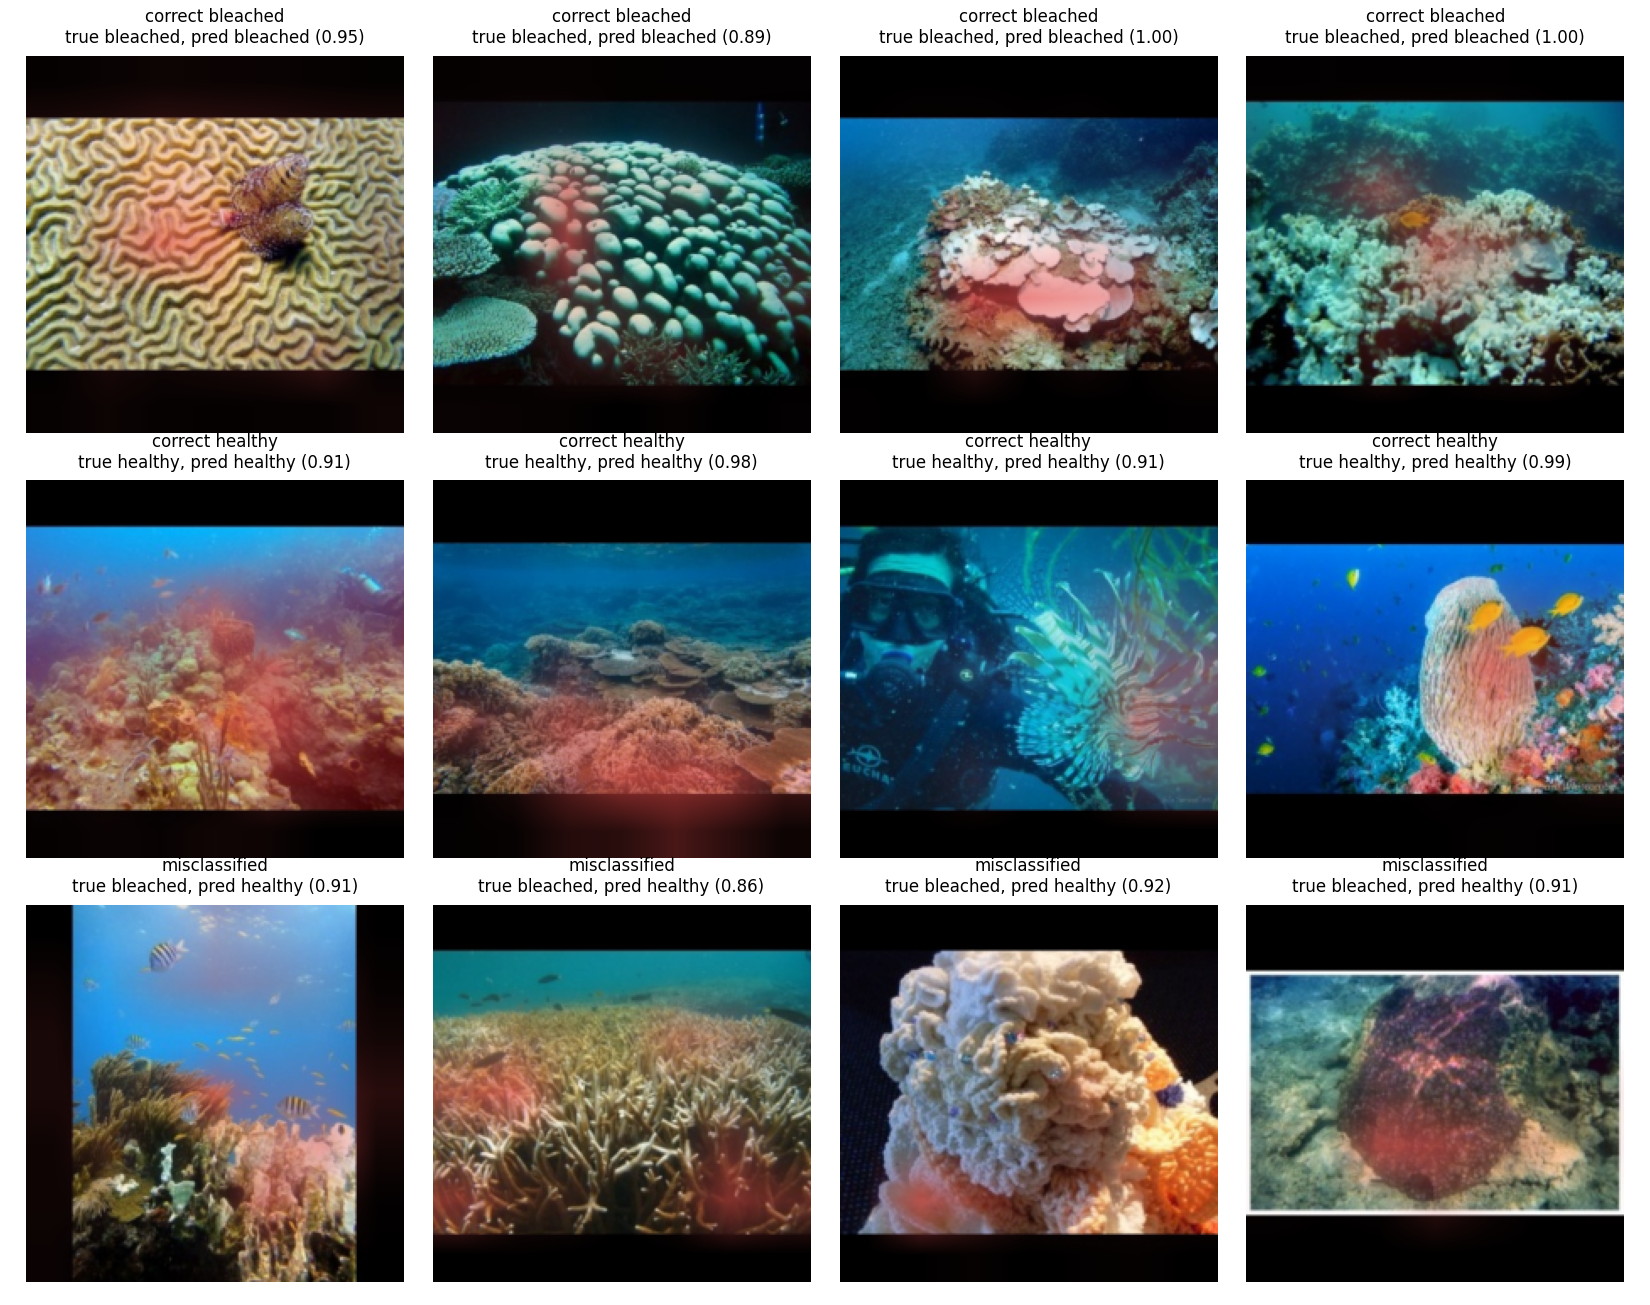 correct bleached
true bleached, pred bleached (0.95)
correct bleached
true bleached, pred bleached (0.89)
correct bleached
true bleached, pred bleached (1.00)
correct bleached
true bleached, pred bleached (1.00)
correct healthy
true healthy, pred healthy (0.91)
correct healthy
true healthy, pred healthy (0.98)
correct healthy
true healthy, pred healthy (0.91)
correct healthy
true healthy, pred healthy (0.99)
misclassified
true bleached, pred healthy (0.91)
misclassified
true bleached, pred healthy (0.86)
misclassified
true bleached, pred healthy (0.92)
misclassified
true bleached, pred healthy (0.91)